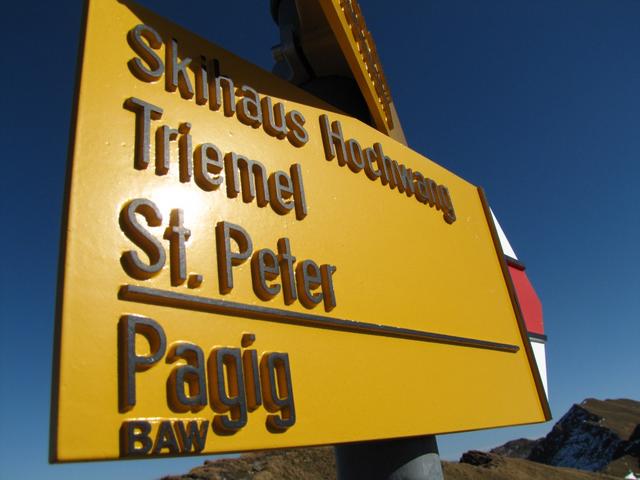 Skihaus Hochwang
Triemel
St. Peter
Pagig
BAW